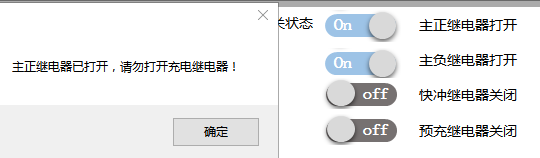 主正继电器已打开，请勿打开充电继电器！
确定
关状态
On 主正继电器打开
On 主负继电器打开
off 快冲继电器关闭
off 预充继电器关闭